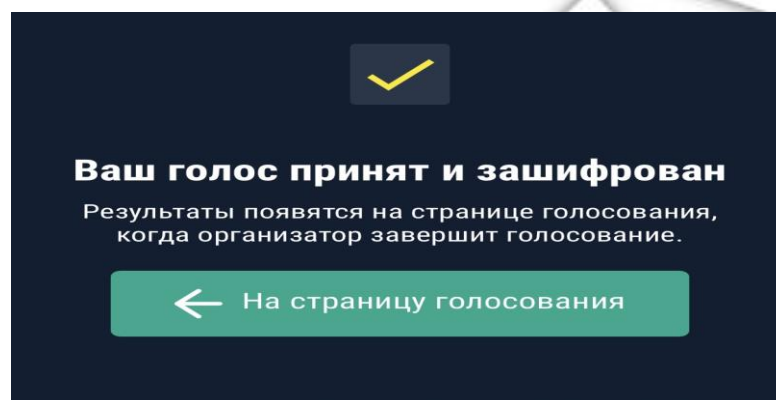 Ваш голос принят и зашифрован
Результаты появятся на странице голосования,
когда организатор завершит голосование.
На страницу голосования